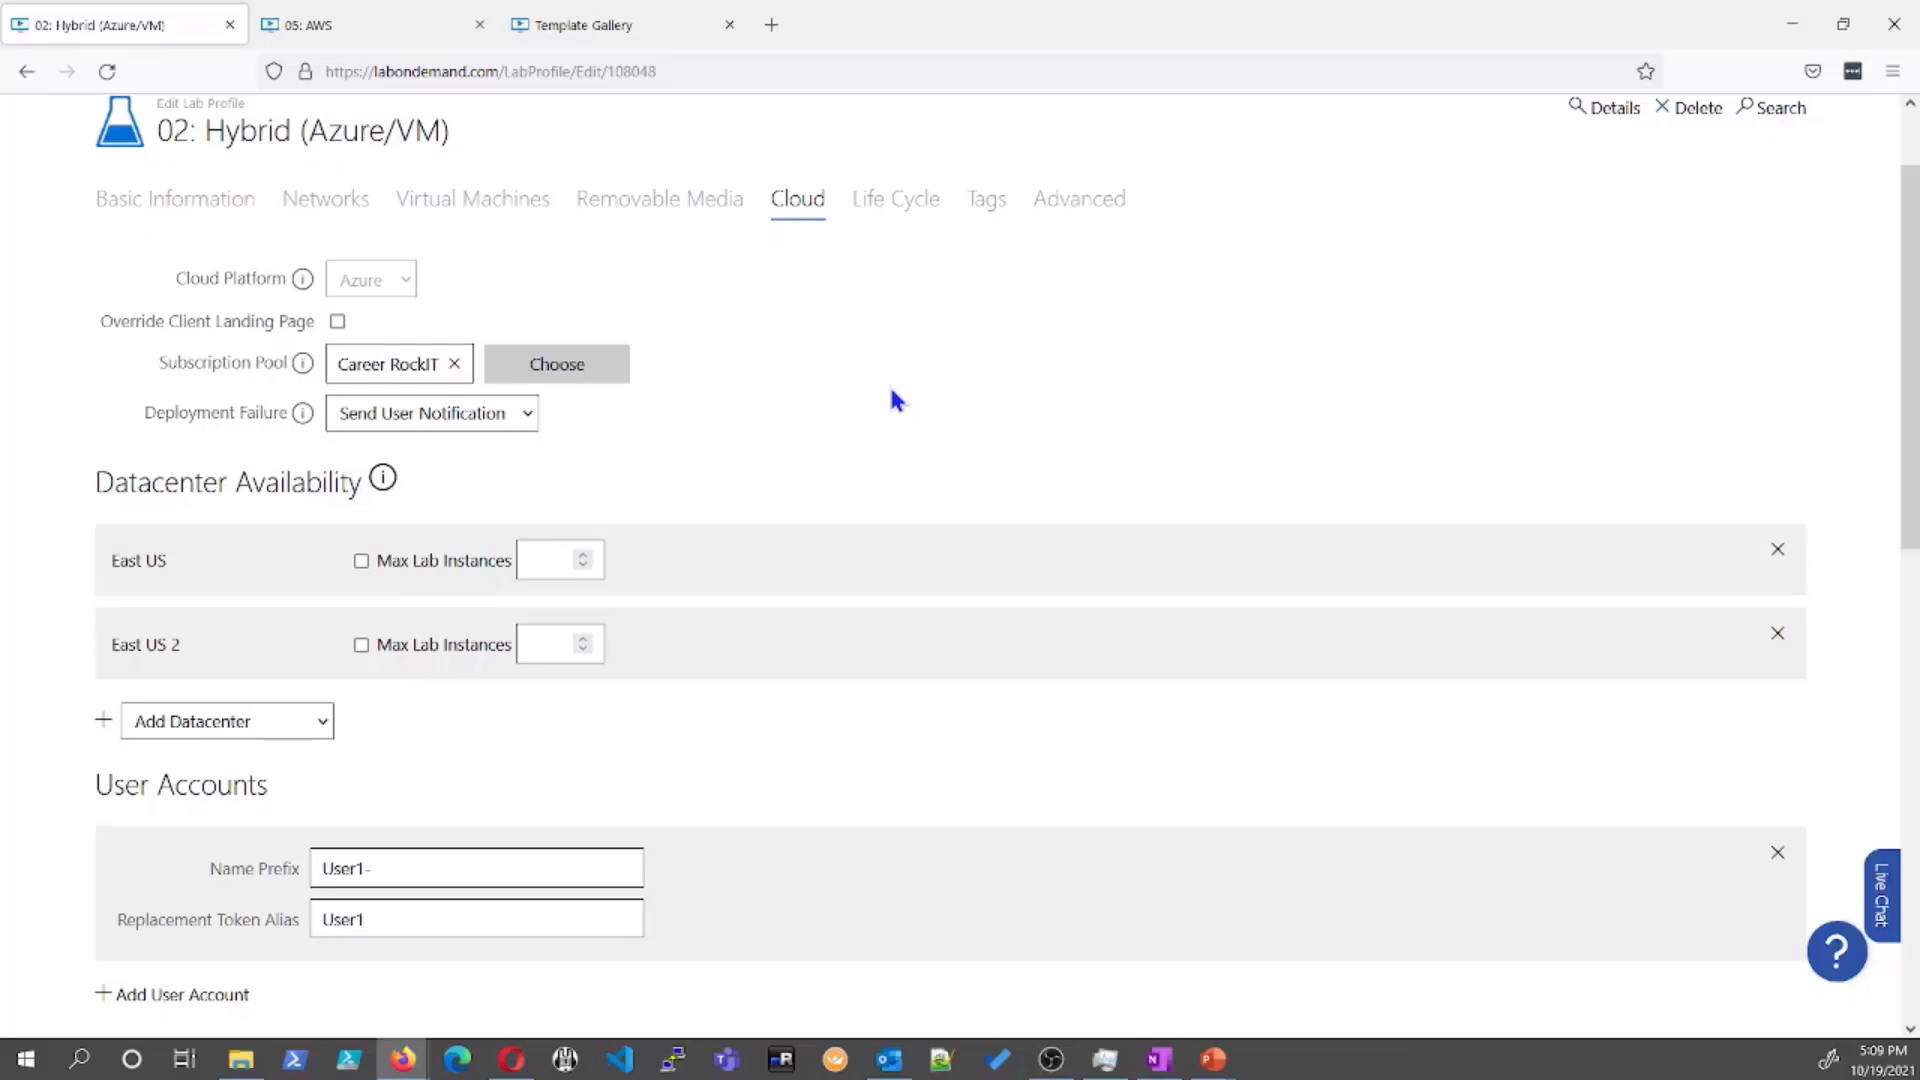 02: Hybrid (Azure/VM)
05: AWS
Template Gallery
https://labondemand.com/LabProfile/Edit/108048
Edit Lab Profile
02: Hybrid (Azure/VM)
Details
Delete
Search
Basic Information
Networks
Virtual Machines
Removable Media
Cloud
Life Cycle
Tags
Advanced
Cloud Platform
Azure
Override Client Landing Page
Subscription Pool
Career RockIT
Choose
Deployment Failure
Send User Notification
Datacenter Availability
East US
Max Lab Instances
East US 2
Max Lab Instances
Add Datacenter
User Accounts
Name Prefix
User1-
Replacement Token Alias
User1
Add User Account
Live Chat
?
5:09 PM
10/19/2021